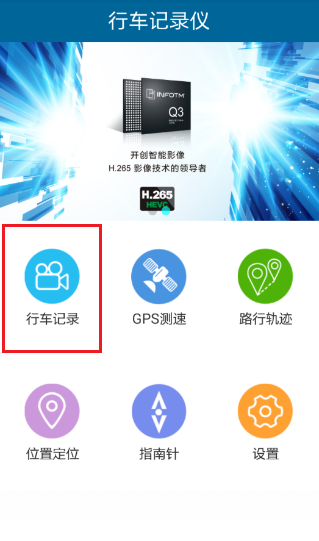 行车记录仪
INFOTM
Q3
开创智能影像
H.265 影像技术的领导者
H.265
HEVC
行车记录
GPS测速
路行轨迹
位置定位
指南针
设置